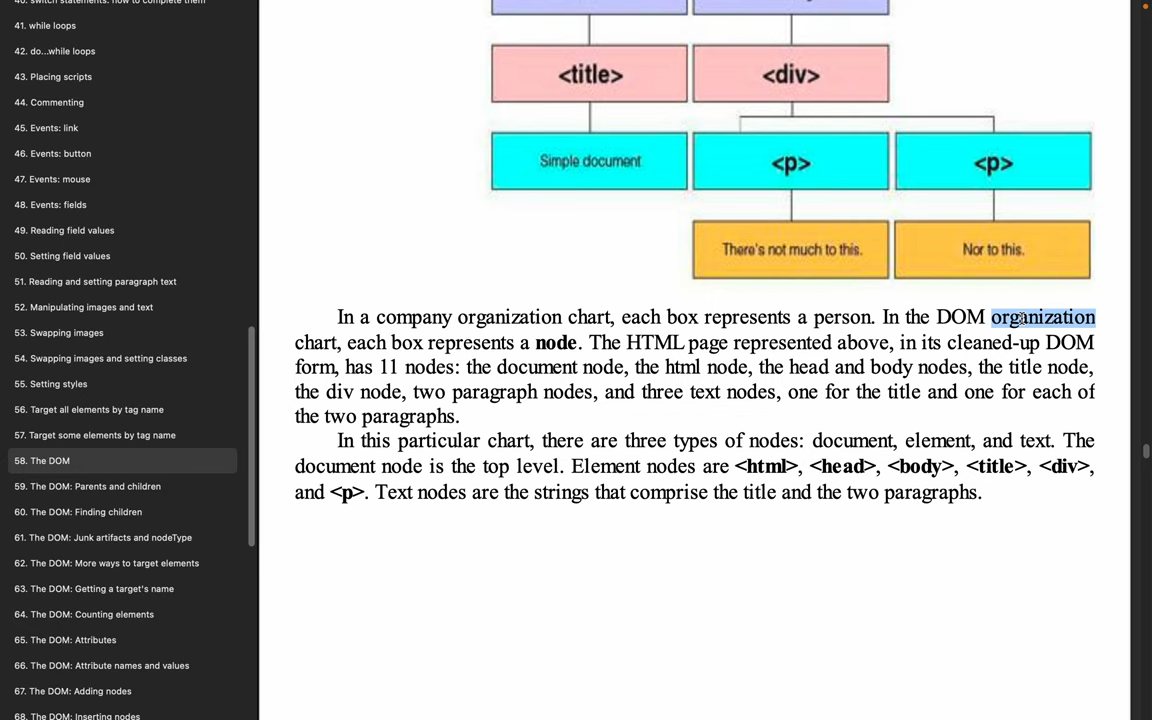 40. switch statements: how to complete them
41. while loops
42. do...while loops
43. Placing scripts
44. Commenting
45. Events: link
46. Events: button
47. Events: mouse
48. Events: fields
49. Reading field values
50. Setting field values
51. Reading and setting paragraph text
52. Manipulating images and text
53. Swapping images
54. Swapping images and setting classes
55. Setting styles
56. Target all elements by tag name
57. Target some elements by tag name
58. The DOM
59. The DOM: Parents and children
60. The DOM: Finding children
61. The DOM: Junk artifacts and nodeType
62. The DOM: More ways to target elements
63. The DOM: Getting a target's name
64. The DOM: Counting elements
65. The DOM: Attributes
66. The DOM: Attribute names and values
67. The DOM: Adding nodes
68. The DOM: Inserting nodes
<title> <div>
Simple document <p> <p>
There's not much to this. Nor to this.
In a company organization chart, each box represents a person. In the DOM organization
chart, each box represents a node. The HTML page represented above, in its cleaned-up DOM
form, has 11 nodes: the document node, the html node, the head and body nodes, the title node,
the div node, two paragraph nodes, and three text nodes, one for the title and one for each of
the two paragraphs.
In this particular chart, there are three types of nodes: document, element, and text. The
document node is the top level. Element nodes are <html>, <head>, <body>, <title>, <div>,
and <p>. Text nodes are the strings that comprise the title and the two paragraphs.